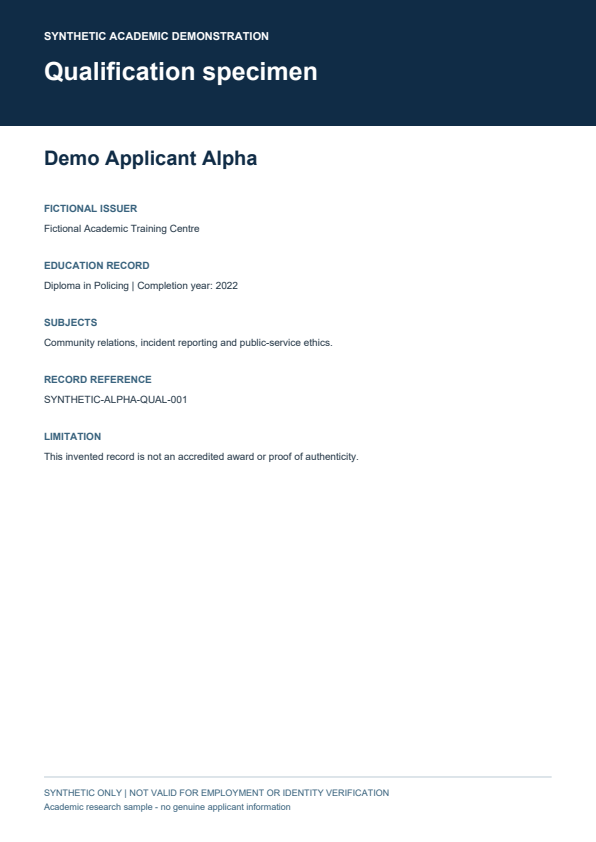 SYNTHETIC ACADEMIC DEMONSTRATION
Qualification specimen
Demo Applicant Alpha
FICTIONAL ISSUER
Fictional Academic Training Centre
EDUCATION RECORD
Diploma in Policing | Completion year: 2022
SUBJECTS
Community relations, incident reporting and public-service ethics.
RECORD REFERENCE
SYNTHETIC-ALPHA-QUAL-001
LIMITATION
This invented record is not an accredited award or proof of authenticity.
SYNTHETIC ONLY | NOT VALID FOR EMPLOYMENT OR IDENTITY VERIFICATION
Academic research sample - no genuine applicant information